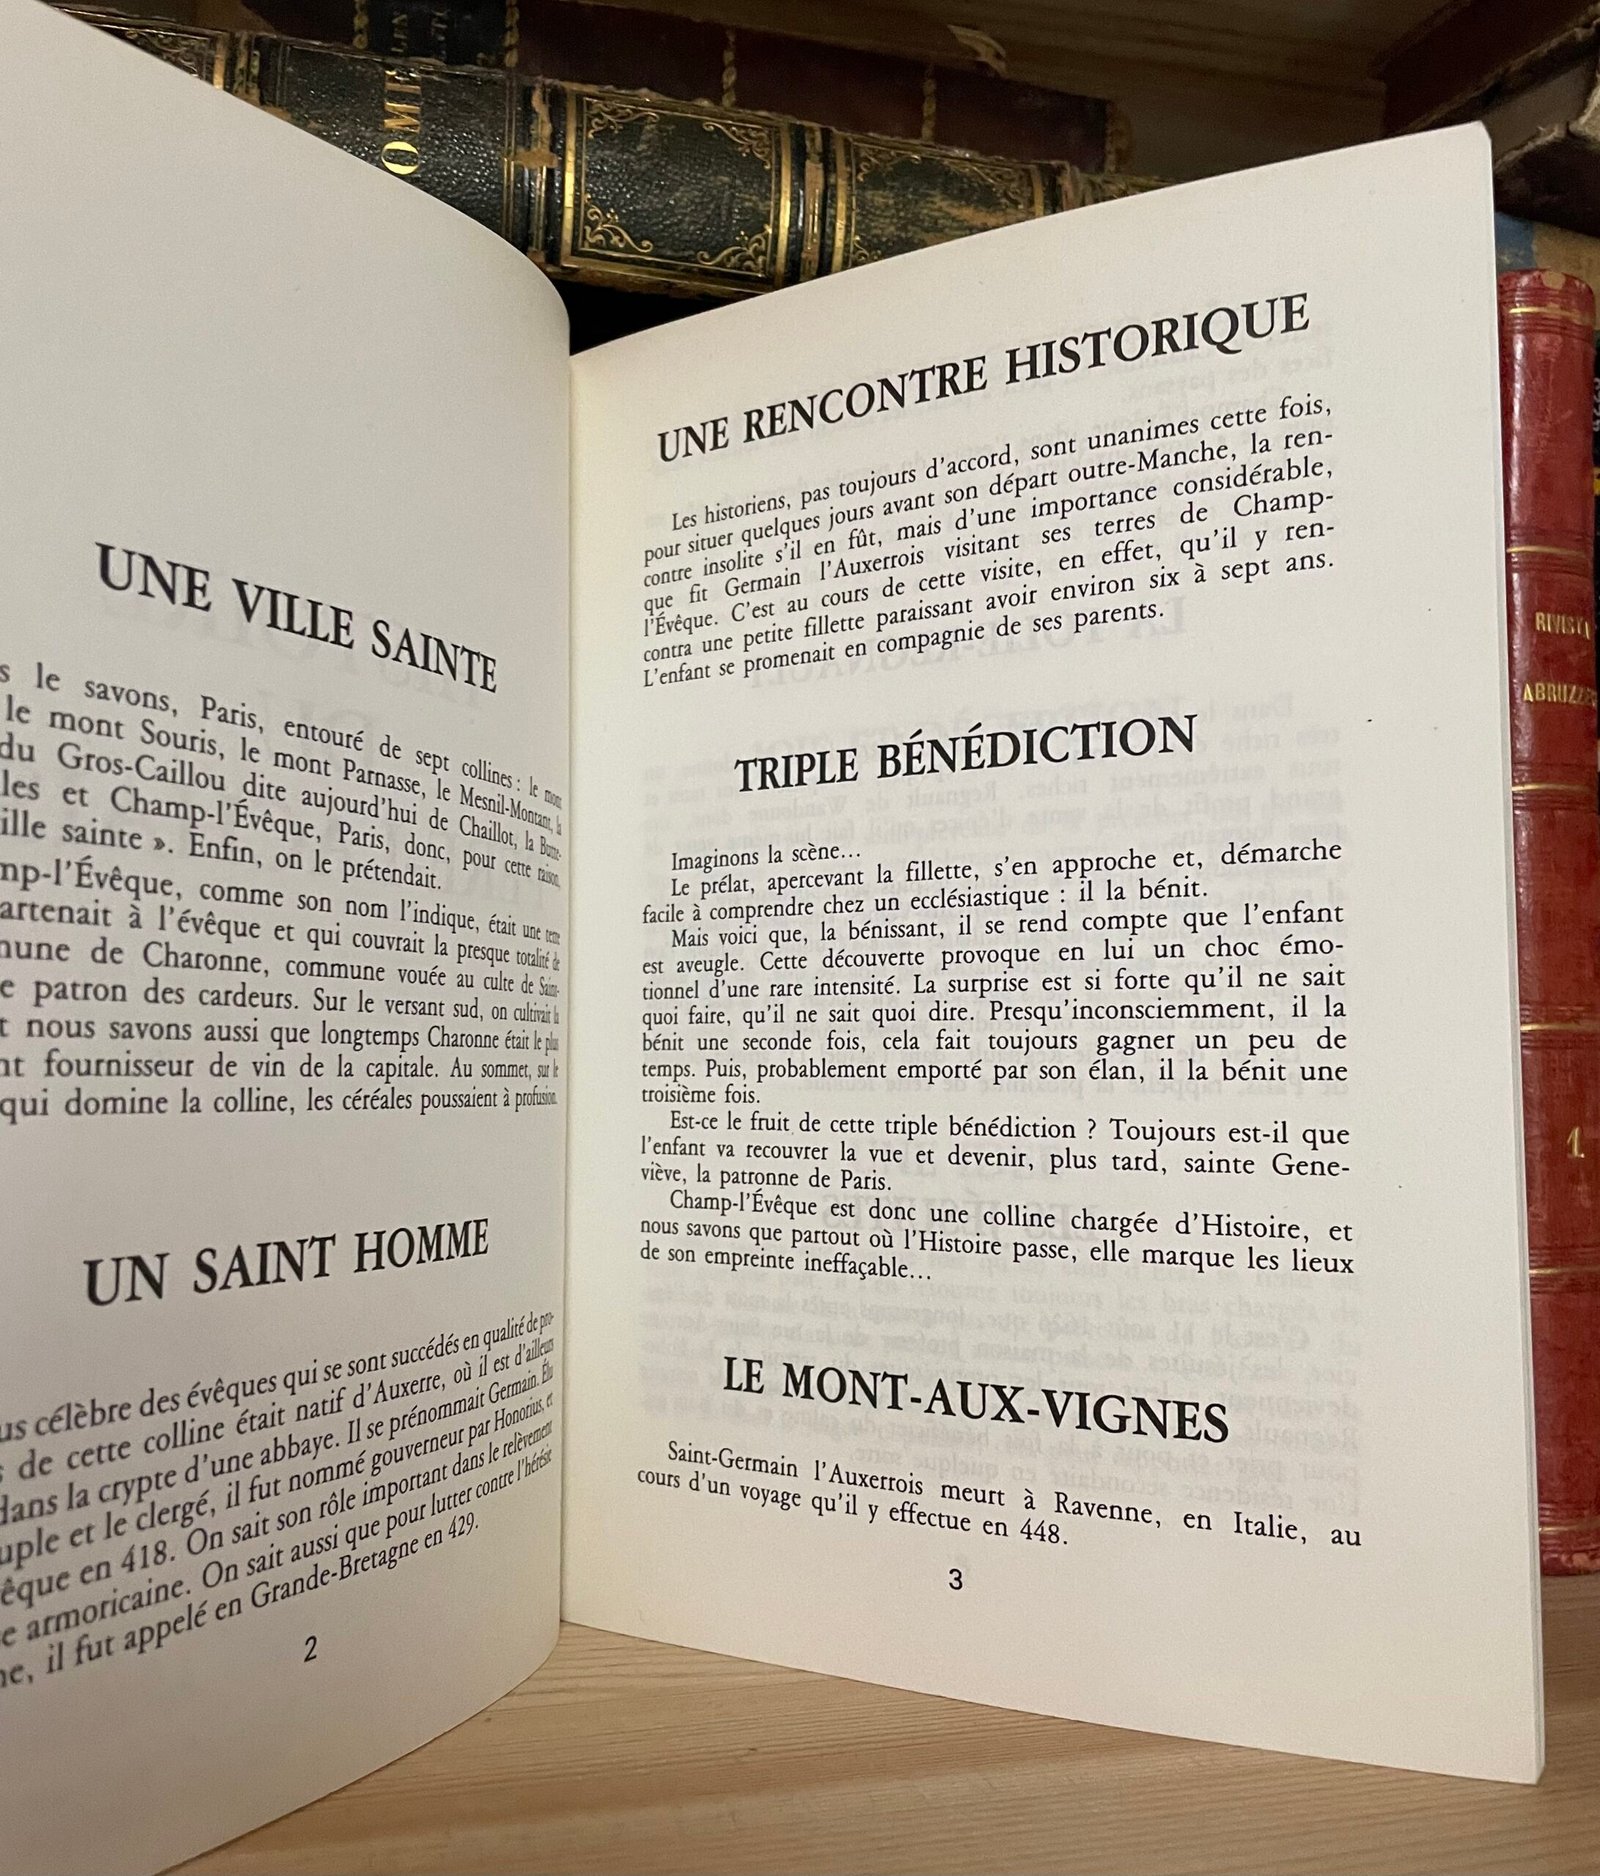 OME
UNE VILLE SAINTE
le savons, Paris, entouré de sept collines : le mont
le mont Souris, le mont Parnasse, le Mesnil-Montant, la
du Gros-Caillou dite aujourd'hui de Chaillot, la Butte-
les et Champ-l'Évêque, Paris, donc, pour cette raison,
ille sainte ». Enfin, on le prétendait.
mp-l'Évêque, comme son nom l'indique, était une terre
artenait à l'évêque et qui couvrait la presque totalité de
mune de Charonne, commune vouée au culte de Saint-
e patron des cardeurs. Sur le versant sud, on cultivait la
t nous savons aussi que longtemps Charonne était le plus
nt fournisseur de vin de la capitale. Au sommet, sur le
qui domine la colline, les céréales poussaient à profusion.
UN SAINT HOMME
us célèbre des évêques qui se sont succédés en qualité de pro-
s de cette colline était natif d'Auxerre, où il est d'ailleurs
dans la crypte d'une abbaye. Il se prénommait Germain. Élu
uple et le clergé, il fut nommé gouverneur par Honorius, et
êque en 418. On sait son rôle important dans le relèvement
e armoricaine. On sait aussi que pour lutter contre l'hérésie
ne, il fut appelé en Grande-Bretagne en 429.
2
UNE RENCONTRE HISTORIQUE
Les historiens, pas toujours d'accord, sont unanimes cette fois,
pour situer quelques jours avant son départ outre-Manche, la ren-
contre insolite s'il en fût, mais d'une importance considérable,
que fit Germain l'Auxerrois visitant ses terres de Champ-
l'Évêque. C'est au cours de cette visite, en effet, qu'il y ren-
contra une petite fillette paraissant avoir environ six à sept ans.
L'enfant se promenait en compagnie de ses parents.
TRIPLE BÉNÉDICTION
Imaginons la scène...
Le prélat, apercevant la fillette, s'en approche et, démarche
facile à comprendre chez un ecclésiastique : il la bénit.
Mais voici que, la bénissant, il se rend compte que l'enfant
est aveugle. Cette découverte provoque en lui un choc émo-
tionnel d'une rare intensité. La surprise est si forte qu'il ne sait
quoi faire, qu'il ne sait quoi dire. Presqu'inconsciemment, il la
bénit une seconde fois, cela fait toujours gagner un peu de
temps. Puis, probablement emporté par son élan, il la bénit une
troisième fois.
Est-ce le fruit de cette triple bénédiction ? Toujours est-il que
l'enfant va recouvrer la vue et devenir, plus tard, sainte Gene-
viève, la patronne de Paris.
Champ-l'Évêque est donc une colline chargée d'Histoire, et
nous savons que partout où l'Histoire passe, elle marque les lieux
de son empreinte ineffaçable...
LE MONT-AUX-VIGNES
Saint-Germain l'Auxerrois meurt à Ravenne, en Italie, au
cours d'un voyage qu'il y effectue en 448.
3
RIVISTA
ABRUZZ
1